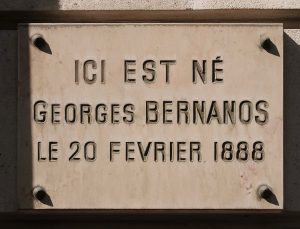 ICI EST NÉ
GEORGES BERNANOS
LE 20 FEVRIER 1888